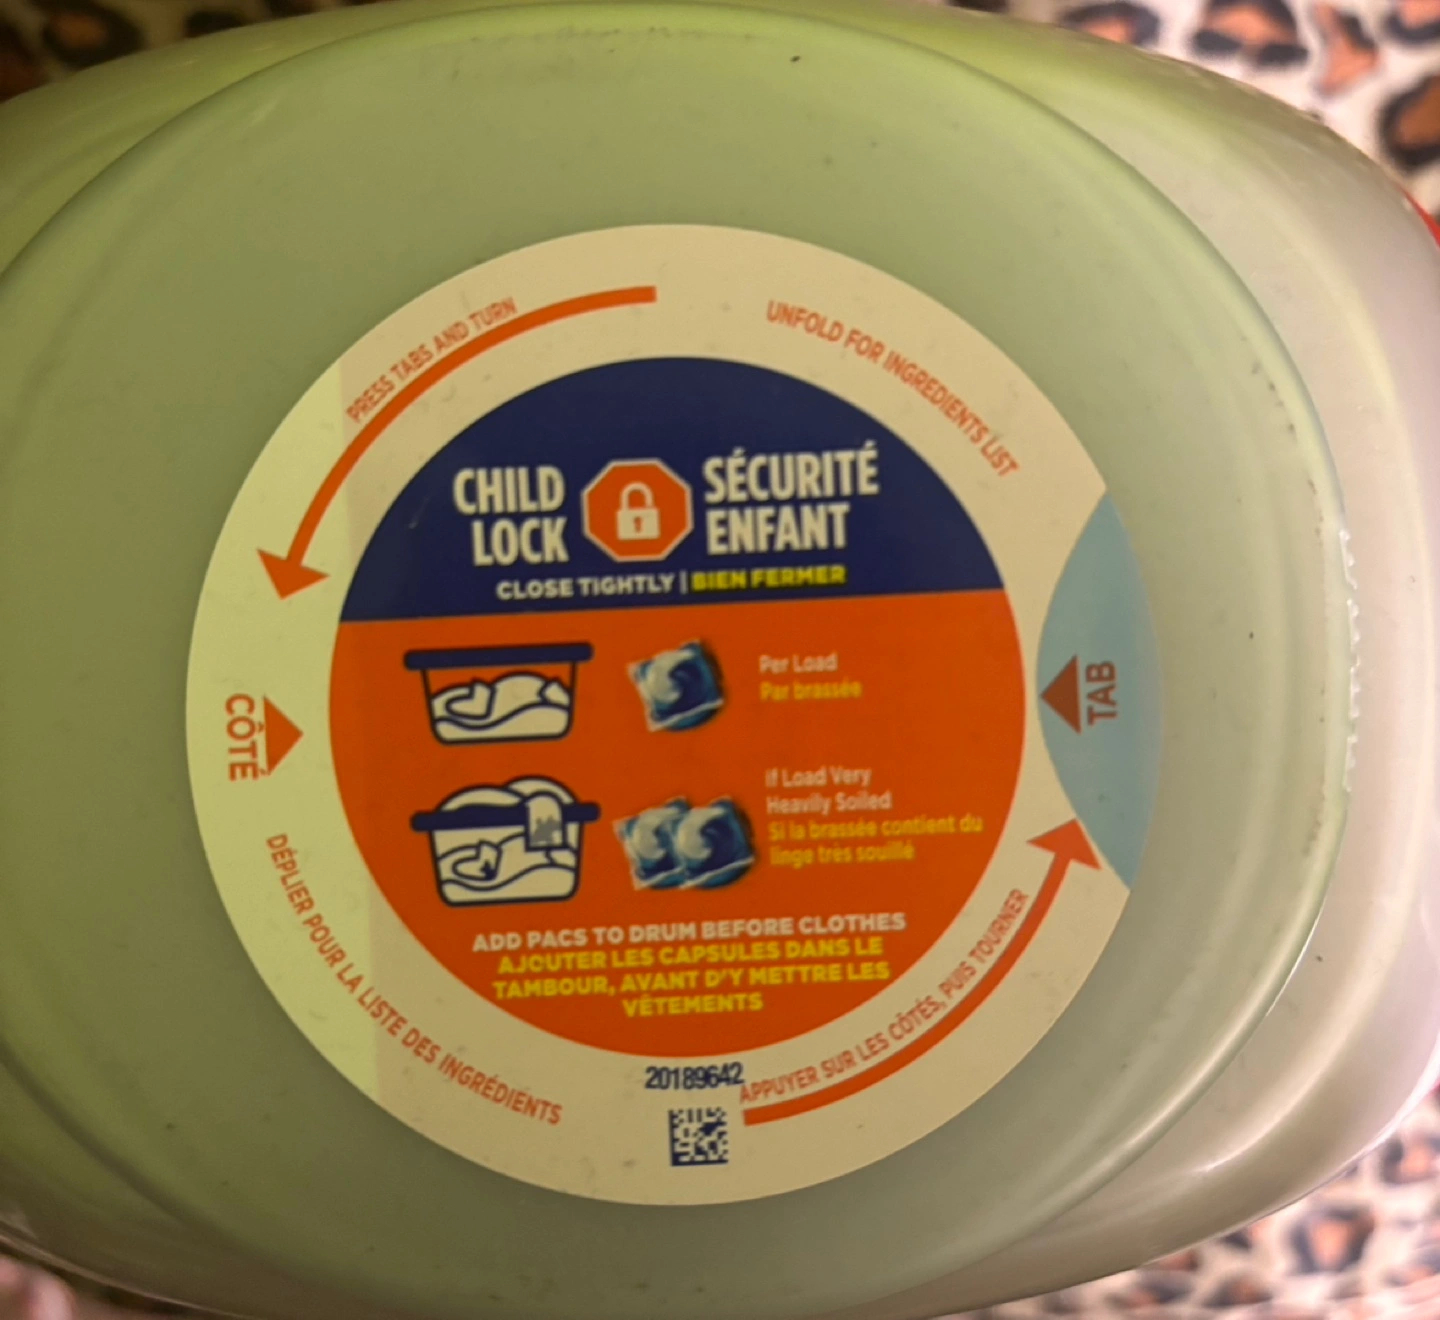 PRESS TABS AND TURN
UNFOLD FOR INGREDIENTS LIST
CHILD
LOCK
SÉCURITÉ
ENFANT
CLOSE TIGHTLY | BIEN FERMER
Per Load
Par brassée
If Load Very
Heavily Soiled
Si la brassée contient du
linge très souillé
ADD PACS TO DRUM BEFORE CLOTHES
AJOUTER LES CAPSULES DANS LE
TAMBOUR, AVANT D'Y METTRE LES
VÊTEMENTS
CÔTÉ
TAB
DÉPLIER POUR LA LISTE DES INGRÉDIENTS
APPUYER SUR LES CÔTÉS, PUIS TOURNER
20189642